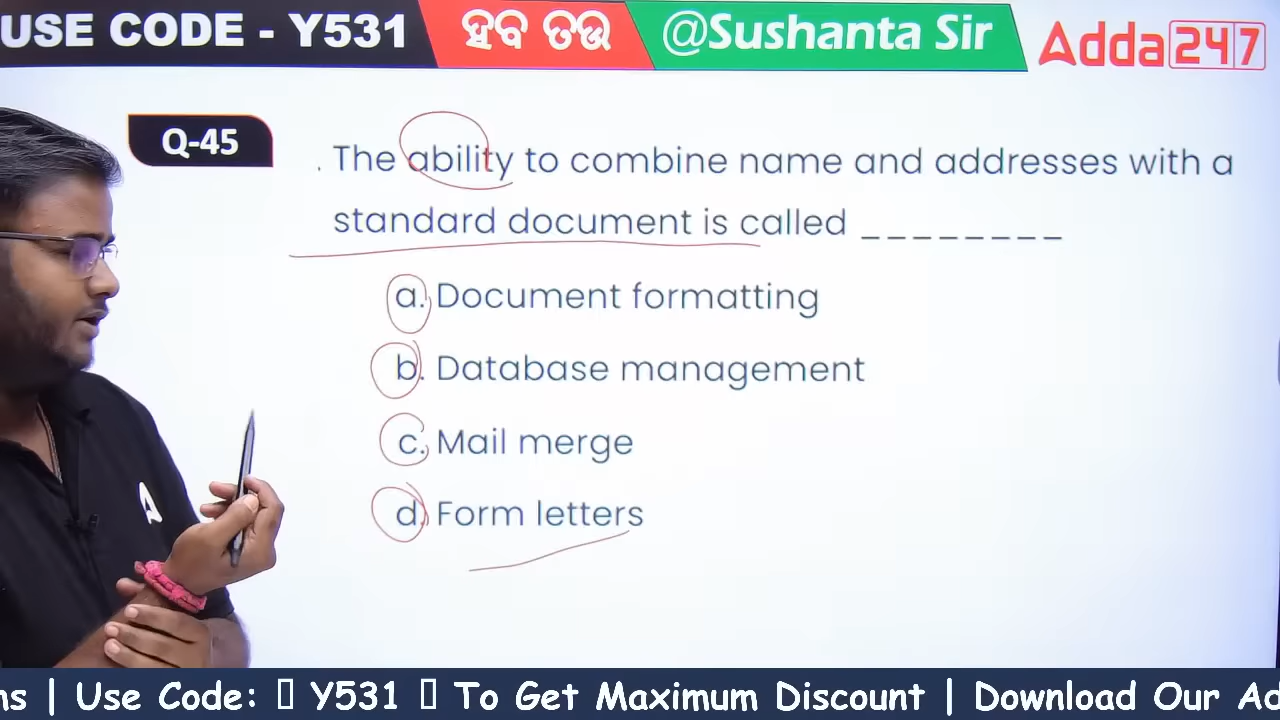 USE CODE - Y531 ହବ ତଉ @Sushanta Sir Adda247
Q-45
. The ability to combine name and addresses with a
standard document is called _ _ _ _ _ _ _ _
a. Document formatting
b. Database management
c. Mail merge
d. Form letters
ns | Use Code: Y531 To Get Maximum Discount | Download Our Ad